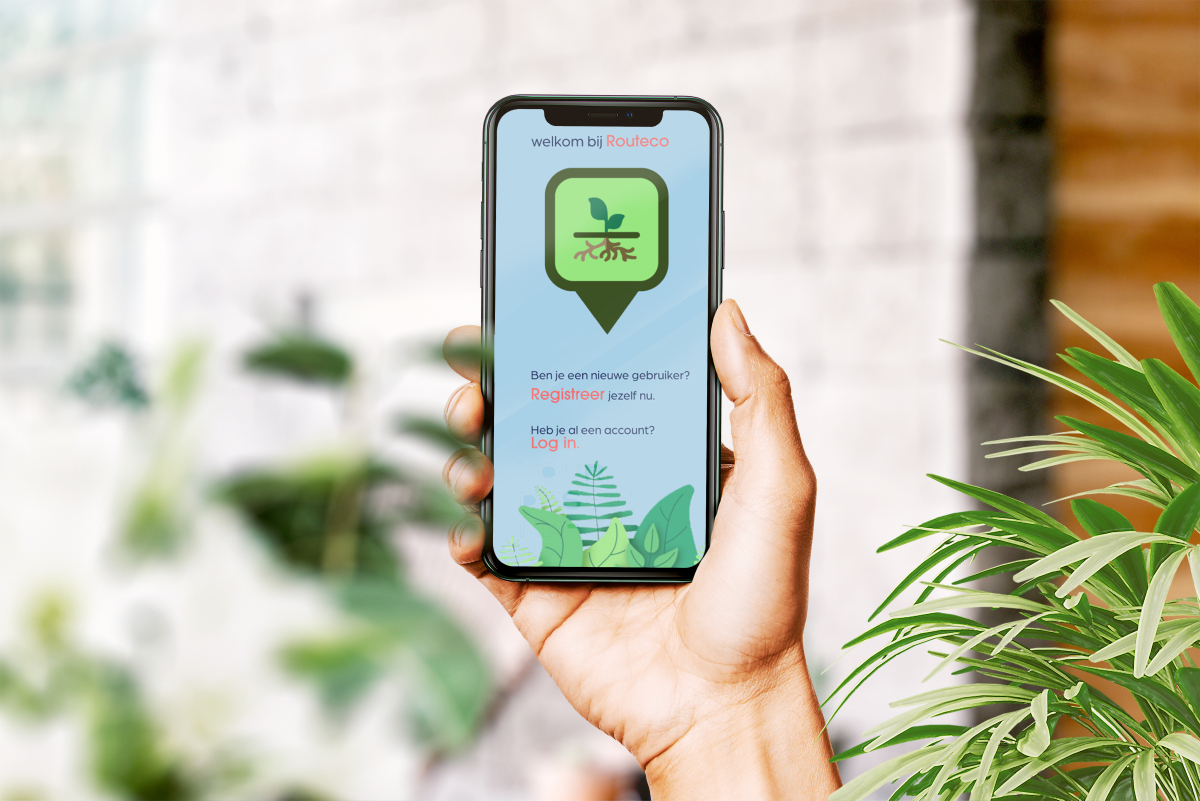 welkom bij Routeco
Ben je een nieuwe gebruiker?
Registreer jezelf nu.
Heb je al een account?
Log in.